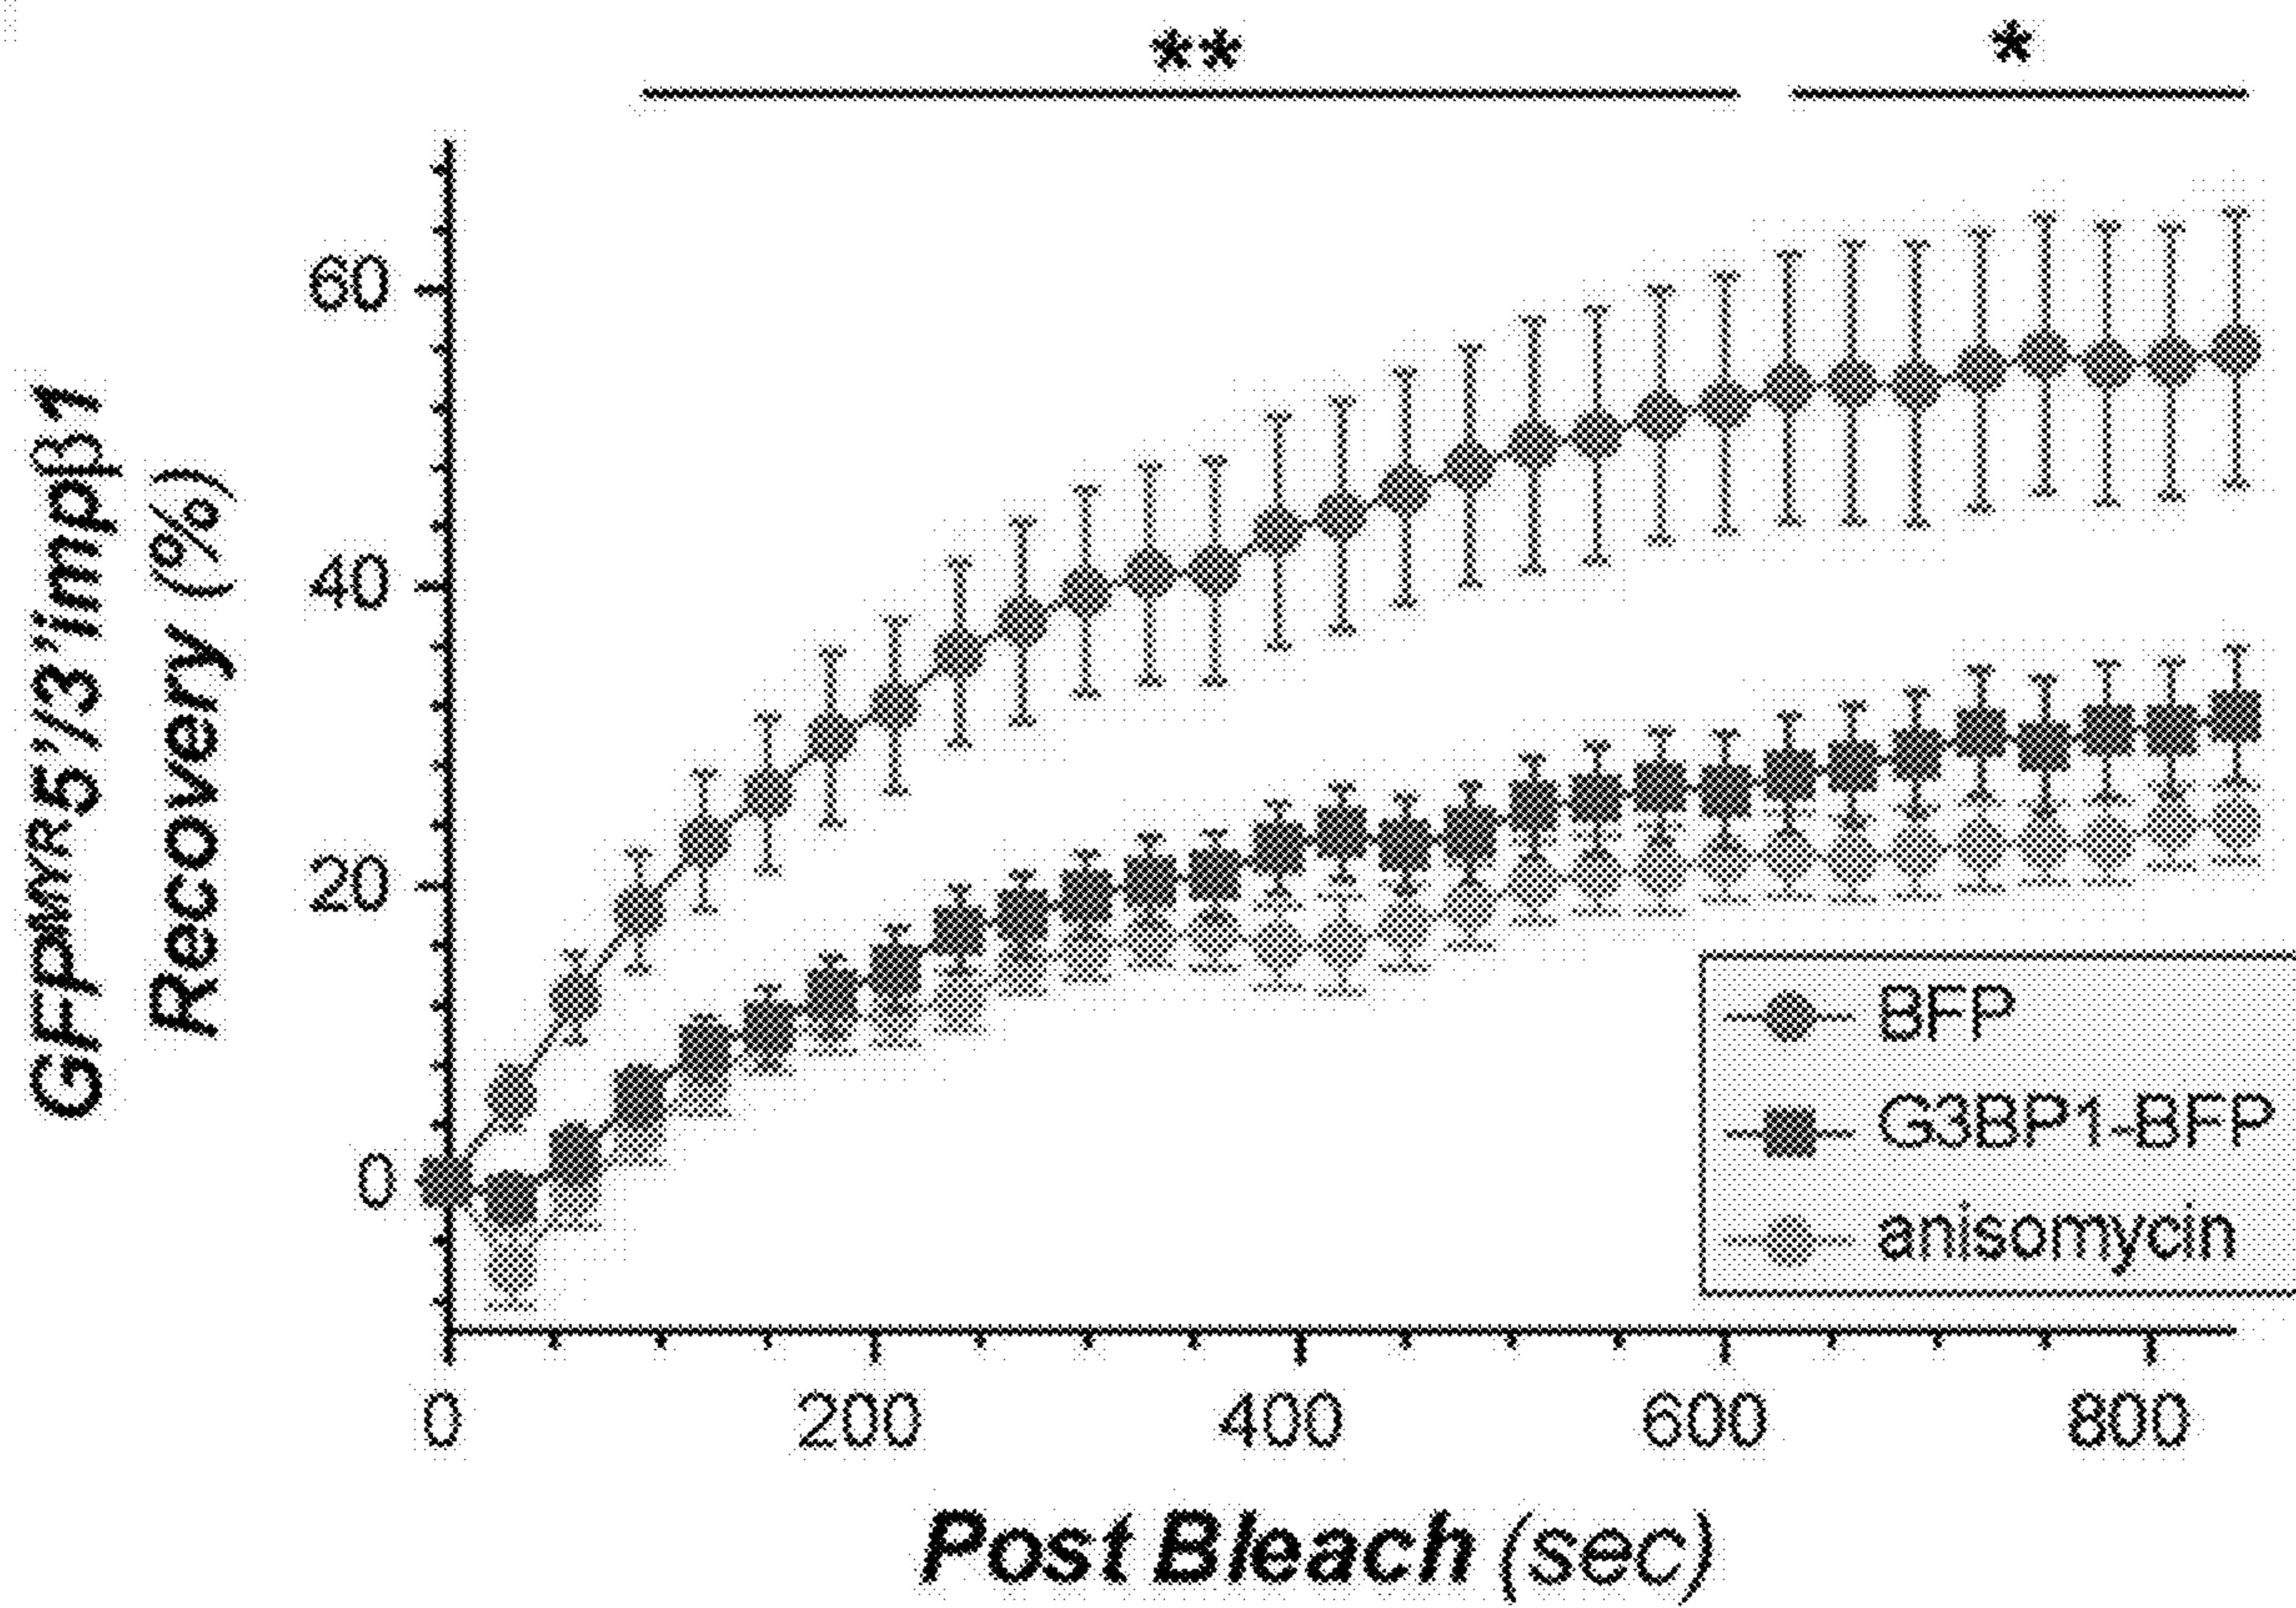 ** *
GFPᴹʸᴿ5'/3'impβ1
Recovery (%)
60
40
20
0
BFP
G3BP1-BFP
anisomycin
0 200 400 600 800
Post Bleach (sec)